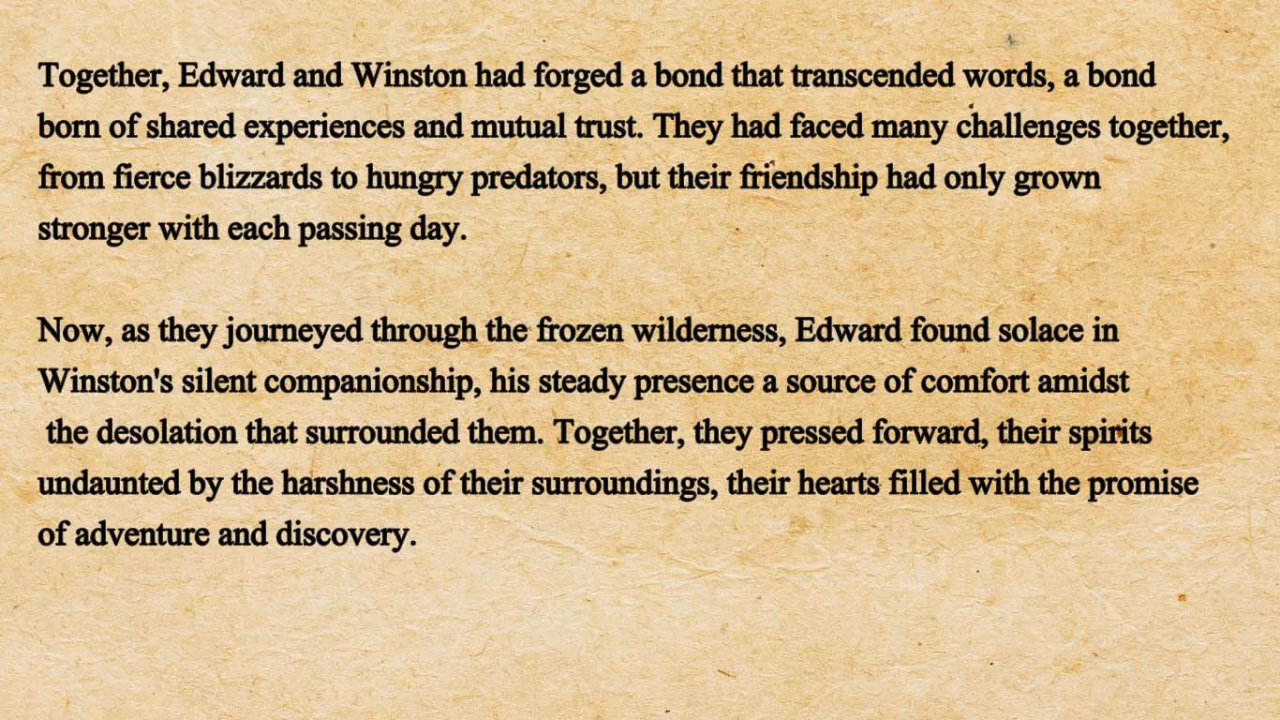 Together, Edward and Winston had forged a bond that transcended words, a bond
born of shared experiences and mutual trust. They had faced many challenges together,
from fierce blizzards to hungry predators, but their friendship had only grown
stronger with each passing day.
Now, as they journeyed through the frozen wilderness, Edward found solace in
Winston's silent companionship, his steady presence a source of comfort amidst
the desolation that surrounded them. Together, they pressed forward, their spirits
undaunted by the harshness of their surroundings, their hearts filled with the promise
of adventure and discovery.